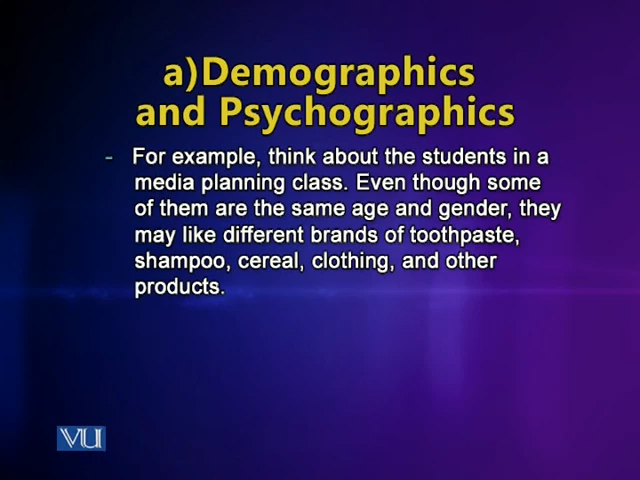 a)Demographics
and Psychographics
- For example, think about the students in a
media planning class. Even though some
of them are the same age and gender, they
may like different brands of toothpaste,
shampoo, cereal, clothing, and other
products.
VU